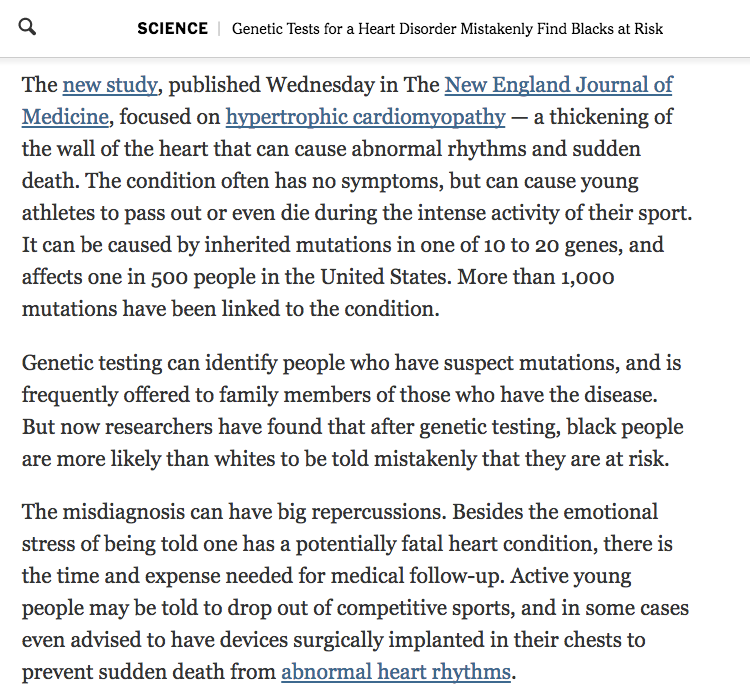 SCIENCE | Genetic Tests for a Heart Disorder Mistakenly Find Blacks at Risk
The new study, published Wednesday in The New England Journal of
Medicine, focused on hypertrophic cardiomyopathy — a thickening of
the wall of the heart that can cause abnormal rhythms and sudden
death. The condition often has no symptoms, but can cause young
athletes to pass out or even die during the intense activity of their sport.
It can be caused by inherited mutations in one of 10 to 20 genes, and
affects one in 500 people in the United States. More than 1,000
mutations have been linked to the condition.
Genetic testing can identify people who have suspect mutations, and is
frequently offered to family members of those who have the disease.
But now researchers have found that after genetic testing, black people
are more likely than whites to be told mistakenly that they are at risk.
The misdiagnosis can have big repercussions. Besides the emotional
stress of being told one has a potentially fatal heart condition, there is
the time and expense needed for medical follow-up. Active young
people may be told to drop out of competitive sports, and in some cases
even advised to have devices surgically implanted in their chests to
prevent sudden death from abnormal heart rhythms.